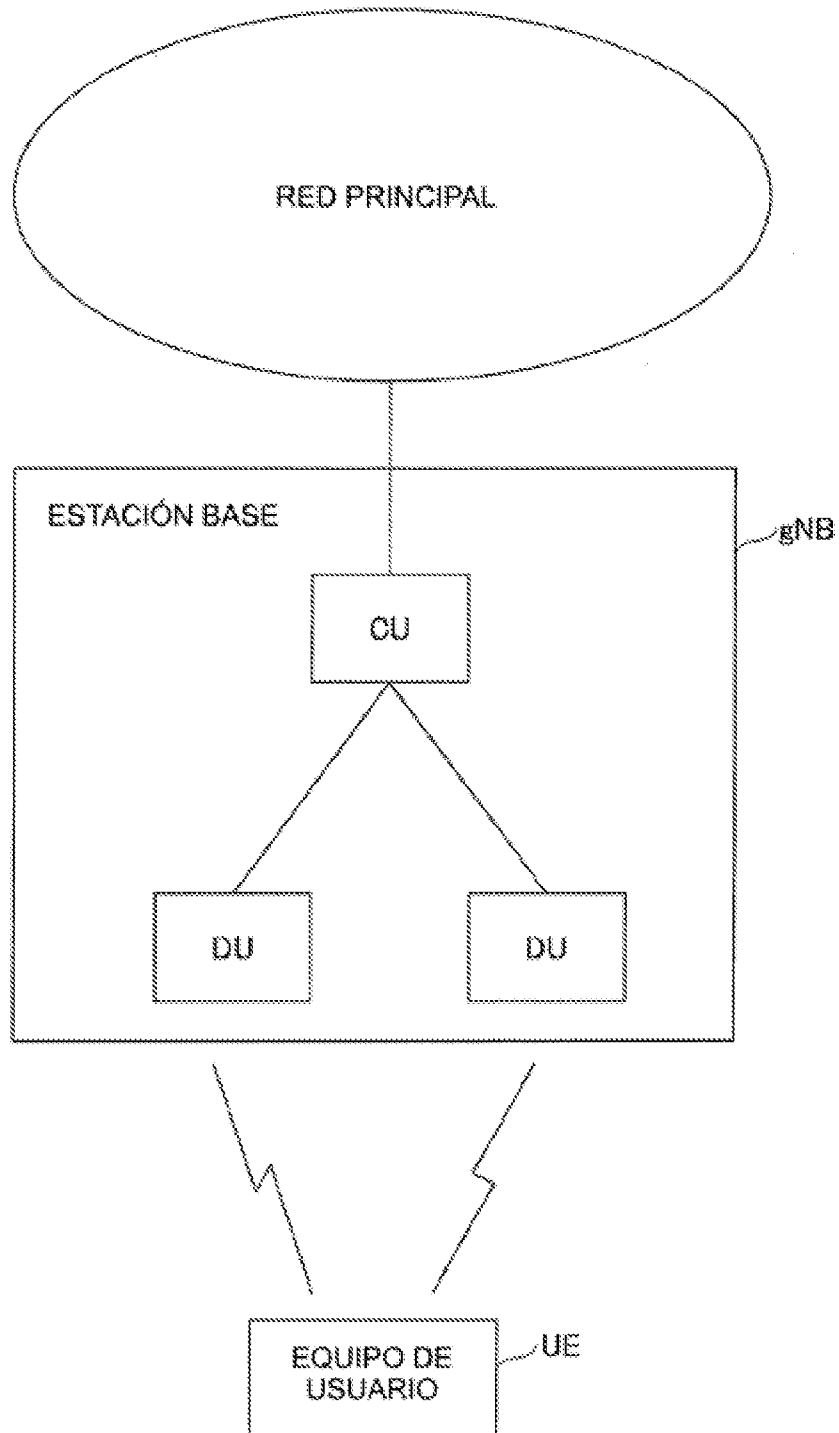 RED PRINCIPAL
ESTACIÓN BASE
gNB
CU
DU
DU
EQUIPO DE
USUARIO
UE